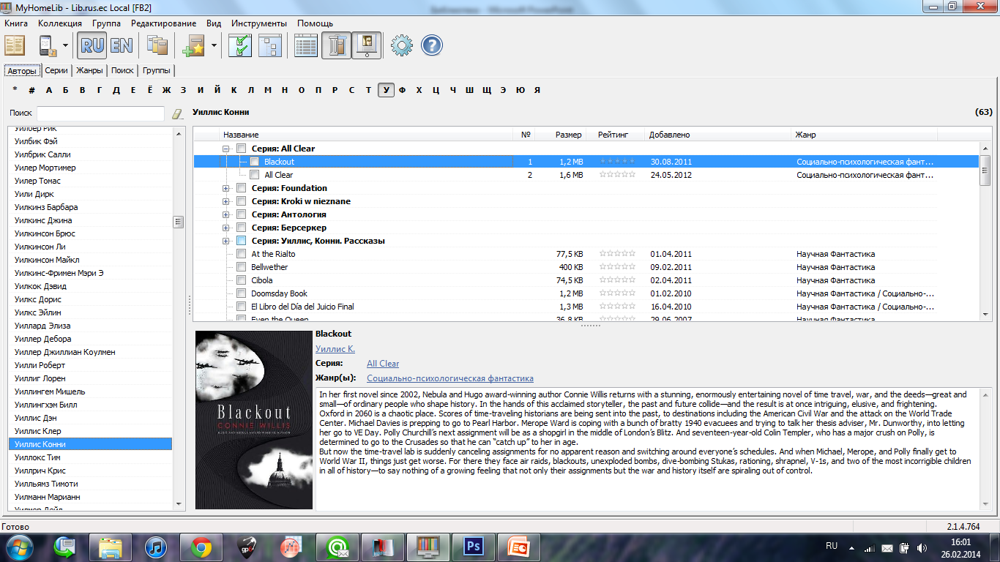 MyHomeLib - Lib.rus.ec Local [FB2]
Книга Коллекция Группа Редактирование Вид Инструменты Помощь
RU EN
Авторы Серии Жанры Поиск Группы
* # А Б В Г Д Е Ё Ж З И Й К Л М Н О П Р С Т У Ф Х Ц Ч Ш Щ Э Ю Я
Поиск
Уиллис Конни (63)
Уилбер Рик
Уилбик Фэй
Уилбрик Салли
Уилер Мортимер
Уилер Томас
Уили Дирк
Уилкинз Барбара
Уилкинс Джина
Уилкинсон Брюс
Уилкинсон Ли
Уилкинсон Майкл
Уилкинс-Фримен Мэри Э
Уилкок Дэвид
Уилкс Дорис
Уилкс Эйлин
Уиллард Элиза
Уиллер Дебора
Уиллер Джиллиан Коулмен
Уилли Роберт
Уиллиг Лорен
Уиллингем Мишель
Уиллингхэм Билл
Уиллис Дэн
Уиллис Клер
Уиллис Конни
Уиллокс Тим
Уиллрич Крис
Уилльямз Тимоти
Уилманн Марианн
Название № Размер Рейтинг Добавлено Жанр
Серия: All Clear
Blackout 1 1,2 MB 30.08.2011 Социально-психологическая фант...
All Clear 2 1,6 MB 24.05.2012 Социально-психологическая фант...
Серия: Foundation
Серия: Kroki w nieznane
Серия: Антология
Серия: Берсеркер
Серия: Уиллис, Конни. Рассказы
At the Rialto 77,5 KB 01.04.2011 Научная Фантастика
Bellwether 400 KB 09.02.2011 Научная Фантастика
Cibola 74,5 KB 02.04.2011 Научная Фантастика
Doomsday Book 1,2 MB 01.02.2010 Научная Фантастика / Социально-...
El Libro del Día del Juicio Final 1,3 MB 16.04.2010 Научная Фантастика / Социально-...
Even the Queen 36,8 KB 29.06.2007 Научная Фантастика
Blackout
CONNIE WILLIS
Blackout
Уиллис К.
Серия: All Clear
Жанр(ы): Социально-психологическая фантастика
In her first novel since 2002, Nebula and Hugo award-winning author Connie Willis returns with a stunning, enormously entertaining novel of time travel, war, and the deeds—great and
small—of ordinary people who shape history. In the hands of this acclaimed storyteller, the past and future collide—and the result is at once intriguing, elusive, and frightening.
Oxford in 2060 is a chaotic place. Scores of time-traveling historians are being sent into the past, to destinations including the American Civil War and the attack on the World Trade
Center. Michael Davies is prepping to go to Pearl Harbor. Merope Ward is coping with a bunch of bratty 1940 evacuees and trying to talk her thesis adviser, Mr. Dunworthy, into letting
her go to VE Day. Polly Churchill’s next assignment will be as a shopgirl in the middle of London’s Blitz. And seventeen-year-old Colin Templer, who has a major crush on Polly, is
determined to go to the Crusades so that he can “catch up” to her in age.
But now the time-travel lab is suddenly canceling assignments for no apparent reason and switching around everyone’s schedules. And when Michael, Merope, and Polly finally get to
World War II, things just get worse. For there they face air raids, blackouts, unexploded bombs, dive-bombing Stukas, rationing, shrapnel, V-1s, and two of the most incorrigible children
in all of history—to say nothing of a growing feeling that not only their assignments but the war and history itself are spiraling out of control.
Готово 2.1.4.764
Ps
RU
16:01
26.02.2014